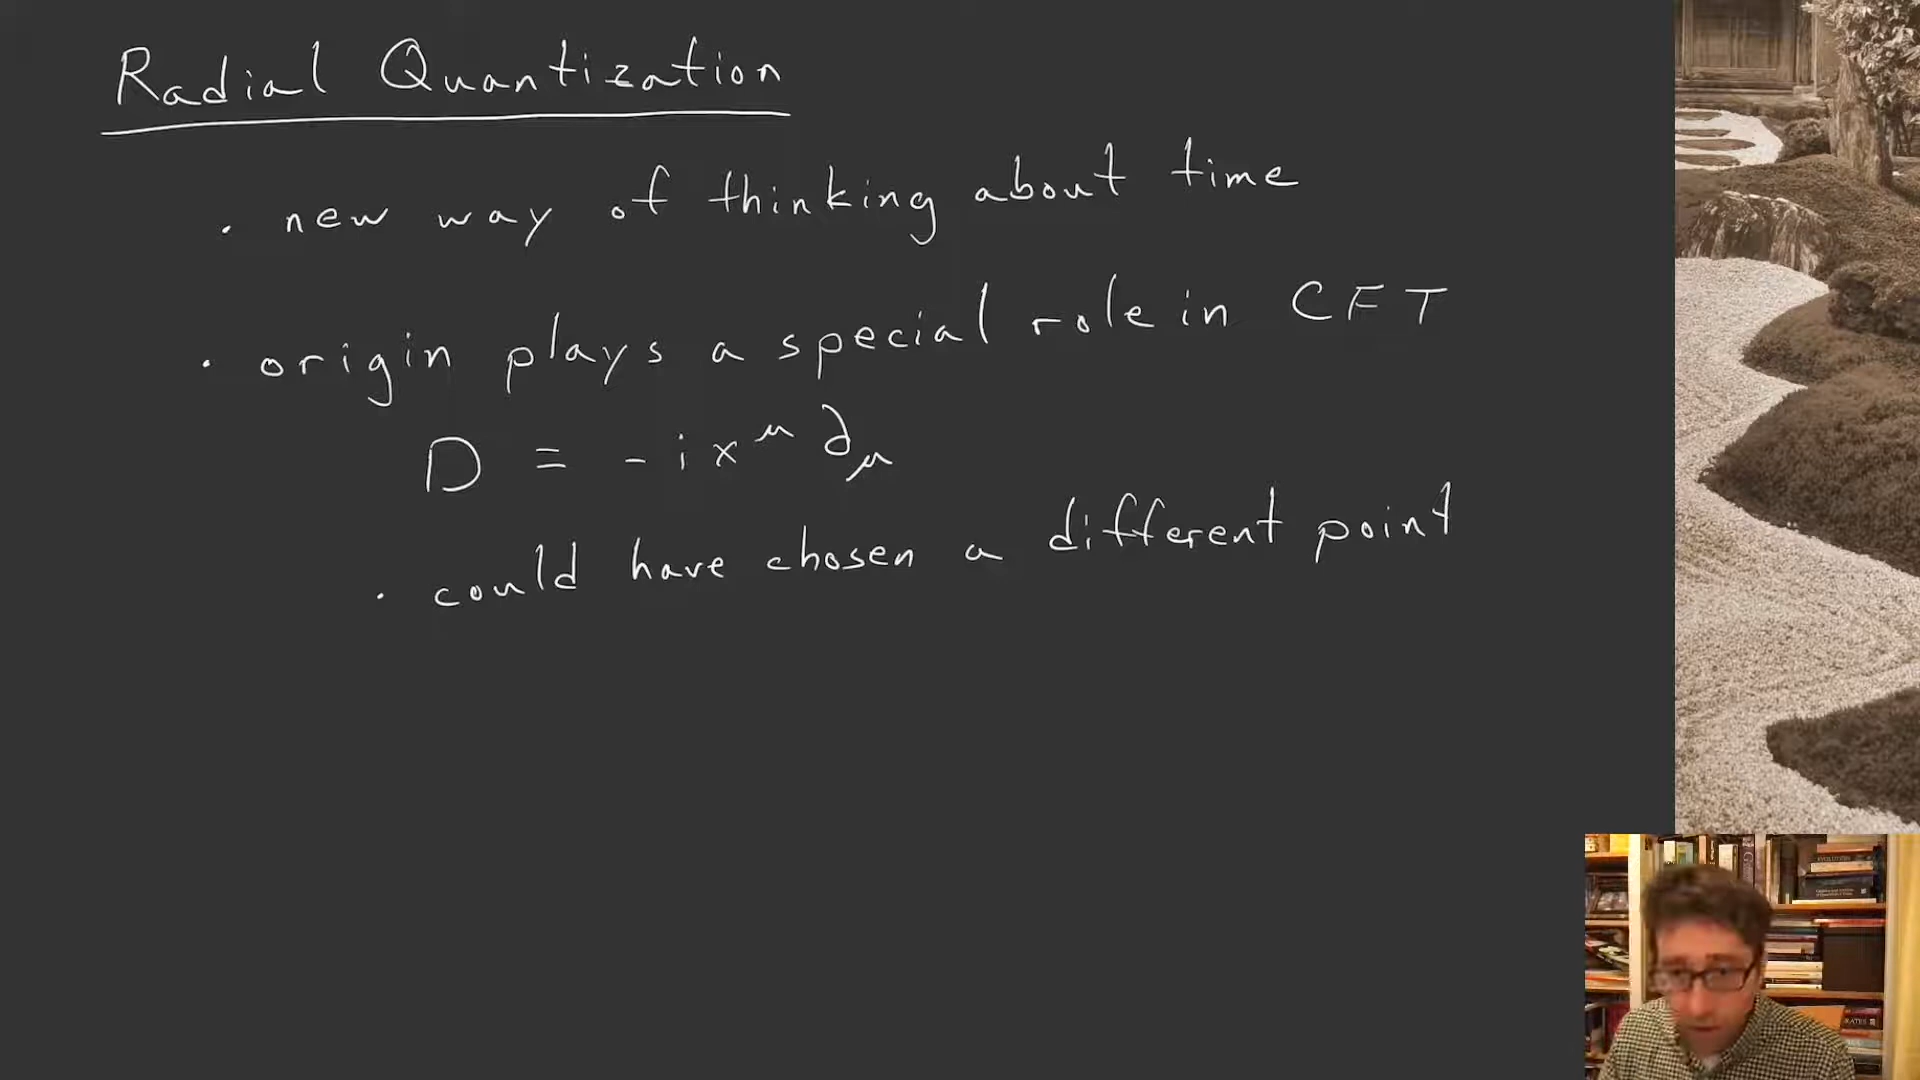 Radial Quantization
• new way of thinking about time
• origin plays a special role in CFT
D = -i x^μ ∂_μ
• could have chosen a different point